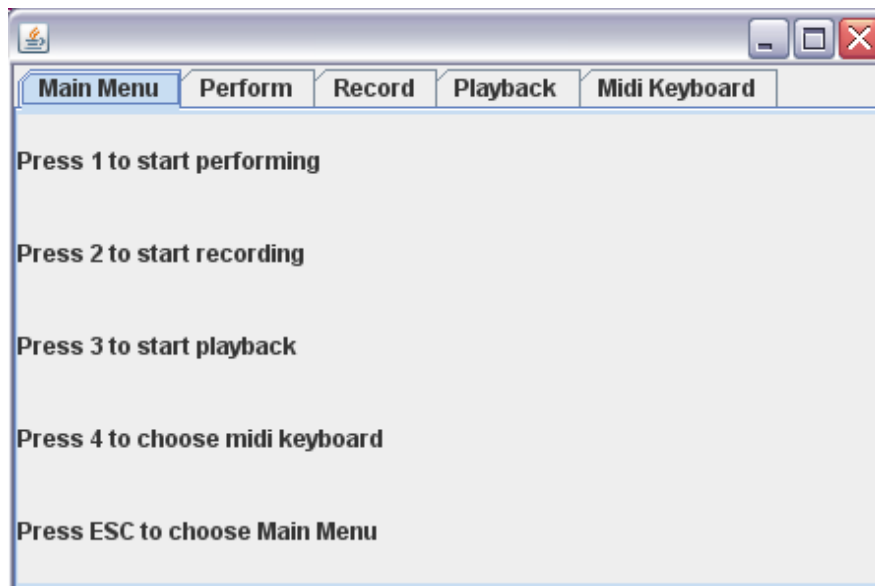 Main Menu Perform Record Playback Midi Keyboard
Press 1 to start performing
Press 2 to start recording
Press 3 to start playback
Press 4 to choose midi keyboard
Press ESC to choose Main Menu